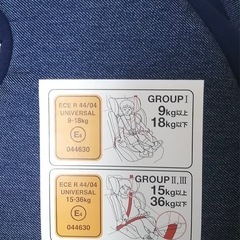 ECE R 44/04
UNIVERSAL
9-18kg
E4
044630
GROUP I
9kg以上
18kg以下
ECE R 44/04
UNIVERSAL
15-36kg
E4
044630
GROUP II, III
15kg以上
36kg以下